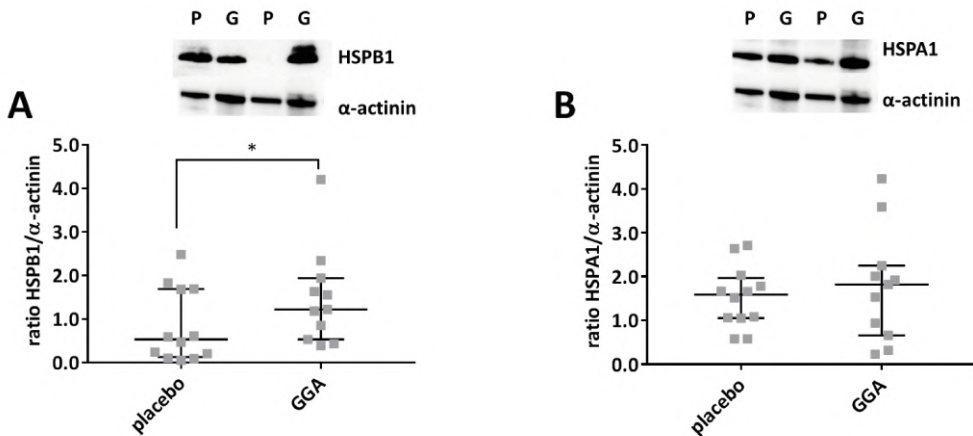 P G P G
HSPB1
α-actinin
A
ratio HSPB1/α-actinin
5.0
4.0
3.0
2.0
1.0
0.0
*
placebo
GGA
P G P G
HSPA1
α-actinin
B
ratio HSPA1/α-actinin
5.0
4.0
3.0
2.0
1.0
0.0
placebo
GGA